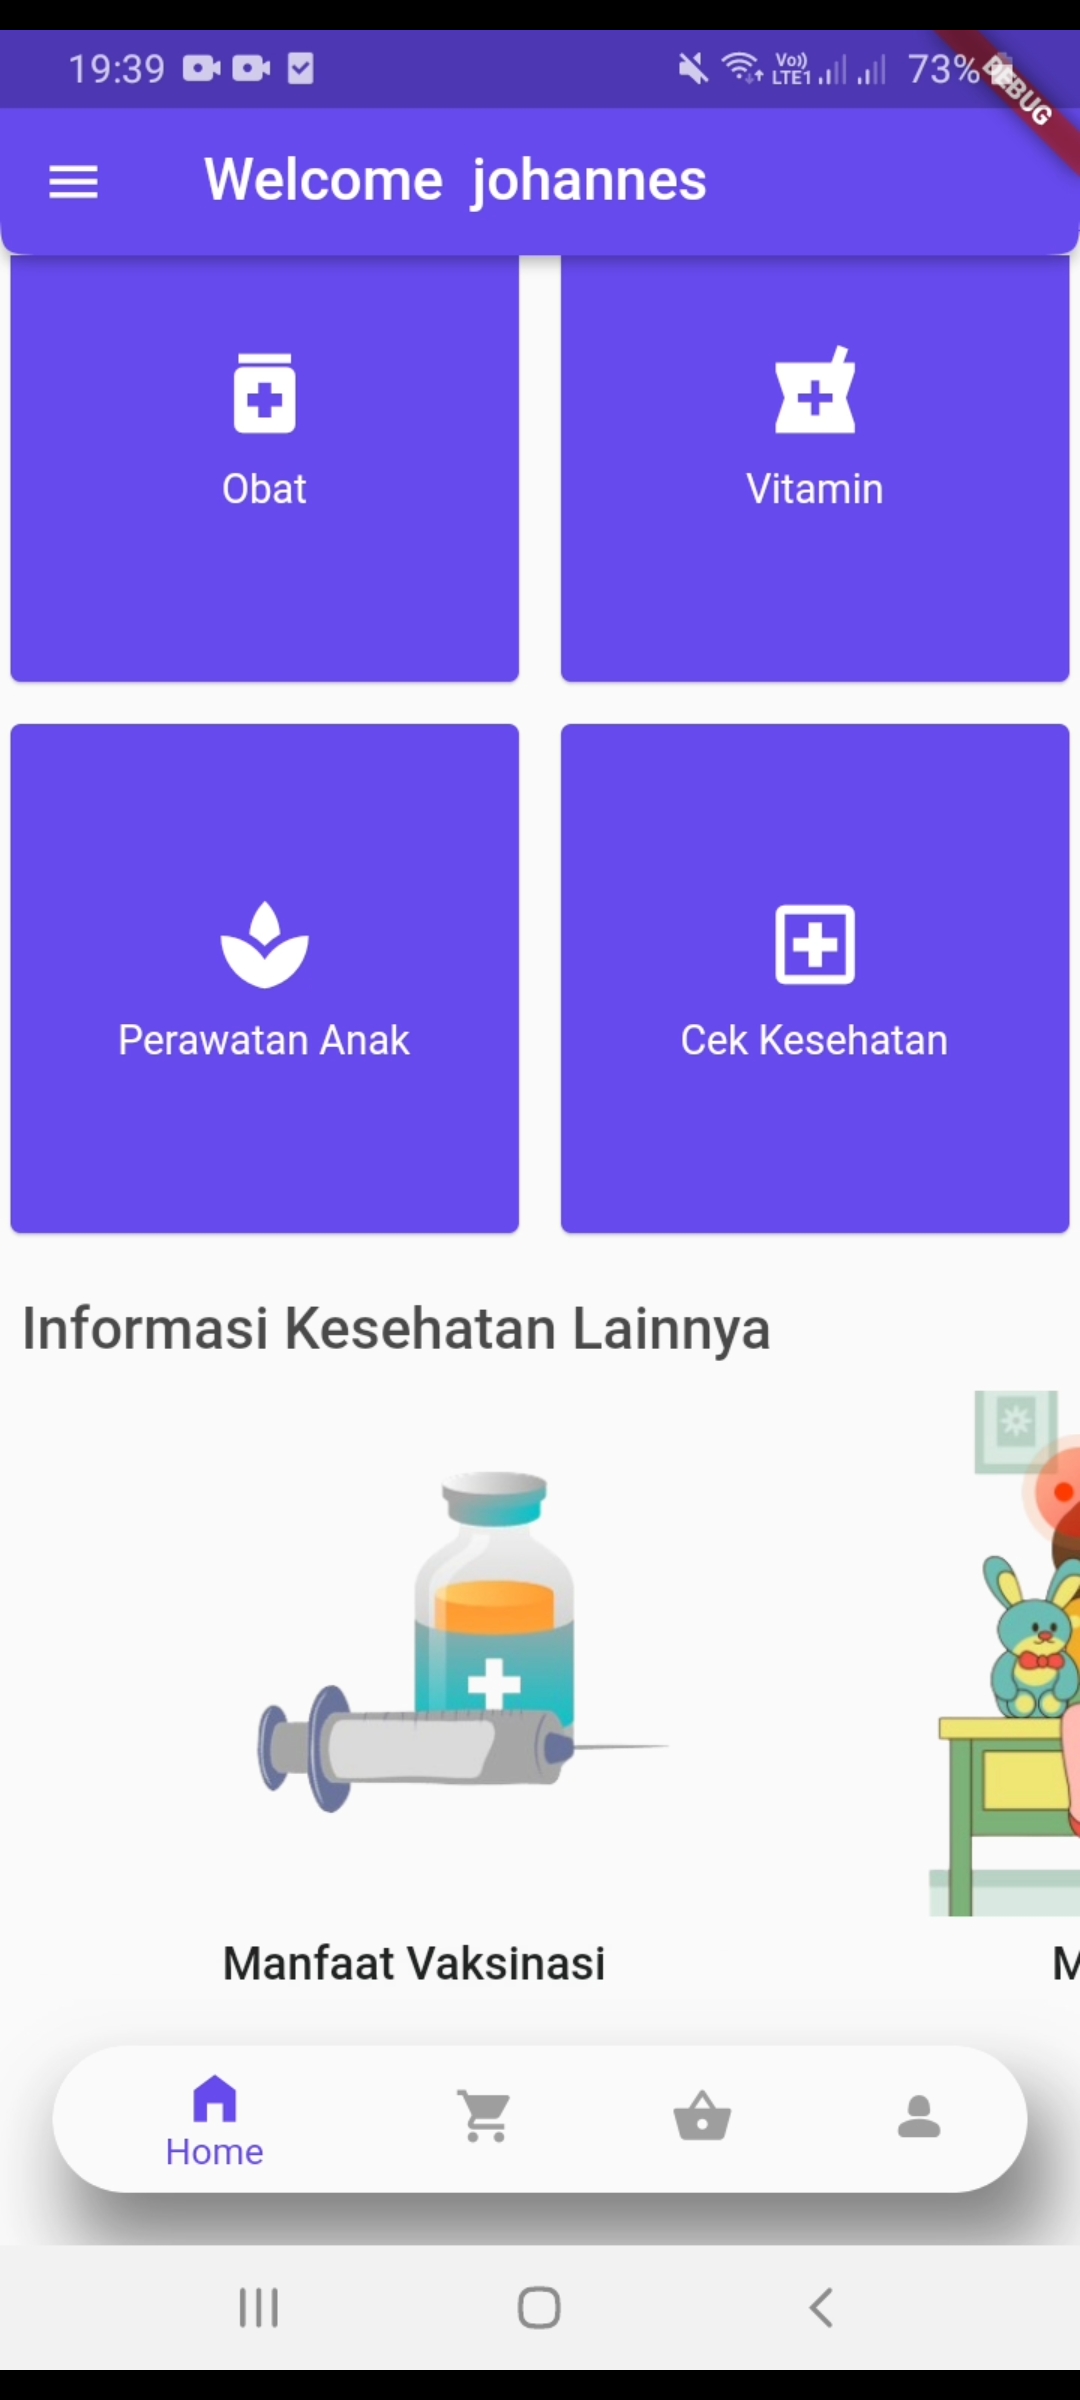 19:39 Vo)) LTE1 73%
DEBUG
Welcome johannes
Obat Vitamin
Perawatan Anak Cek Kesehatan
Informasi Kesehatan Lainnya
Manfaat Vaksinasi
Home